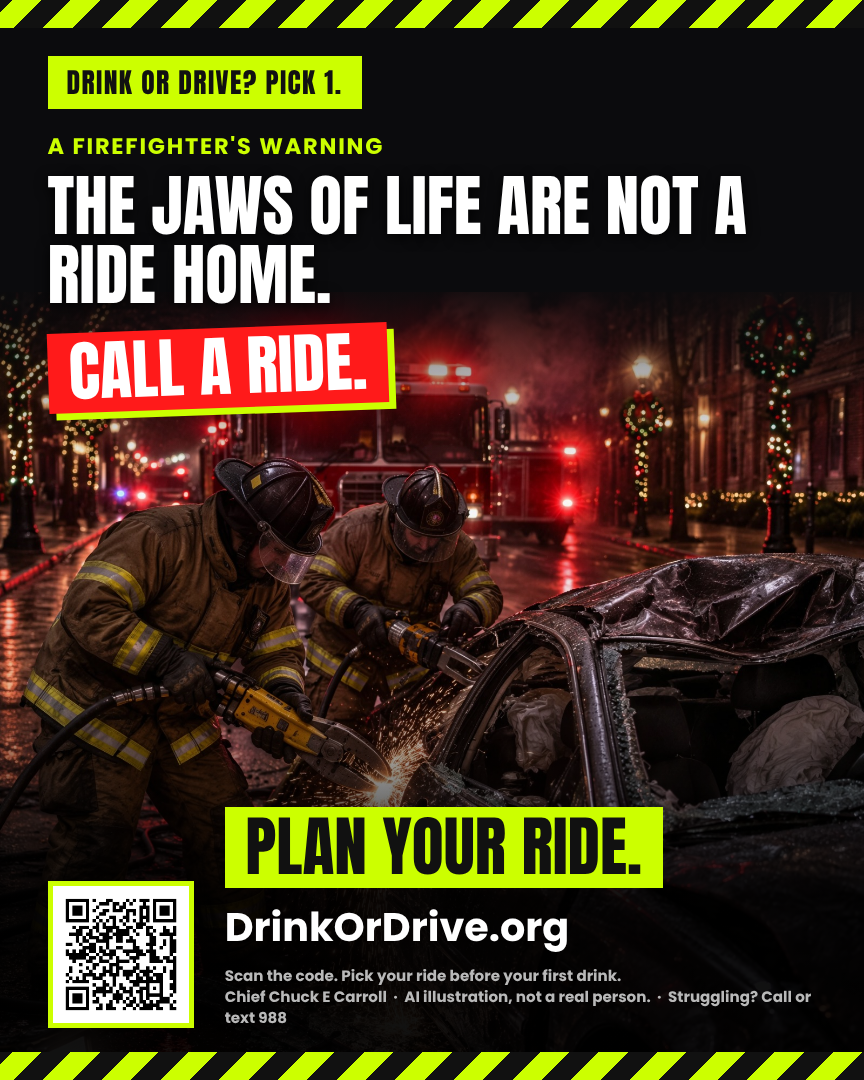 DRINK OR DRIVE? PICK 1.
A FIREFIGHTER'S WARNING
THE JAWS OF LIFE ARE NOT A
RIDE HOME.
CALL A RIDE.
PLAN YOUR RIDE.
DrinkOrDrive.org
Scan the code. Pick your ride before your first drink.
Chief Chuck E Carroll · AI illustration, not a real person. · Struggling? Call or
text 988